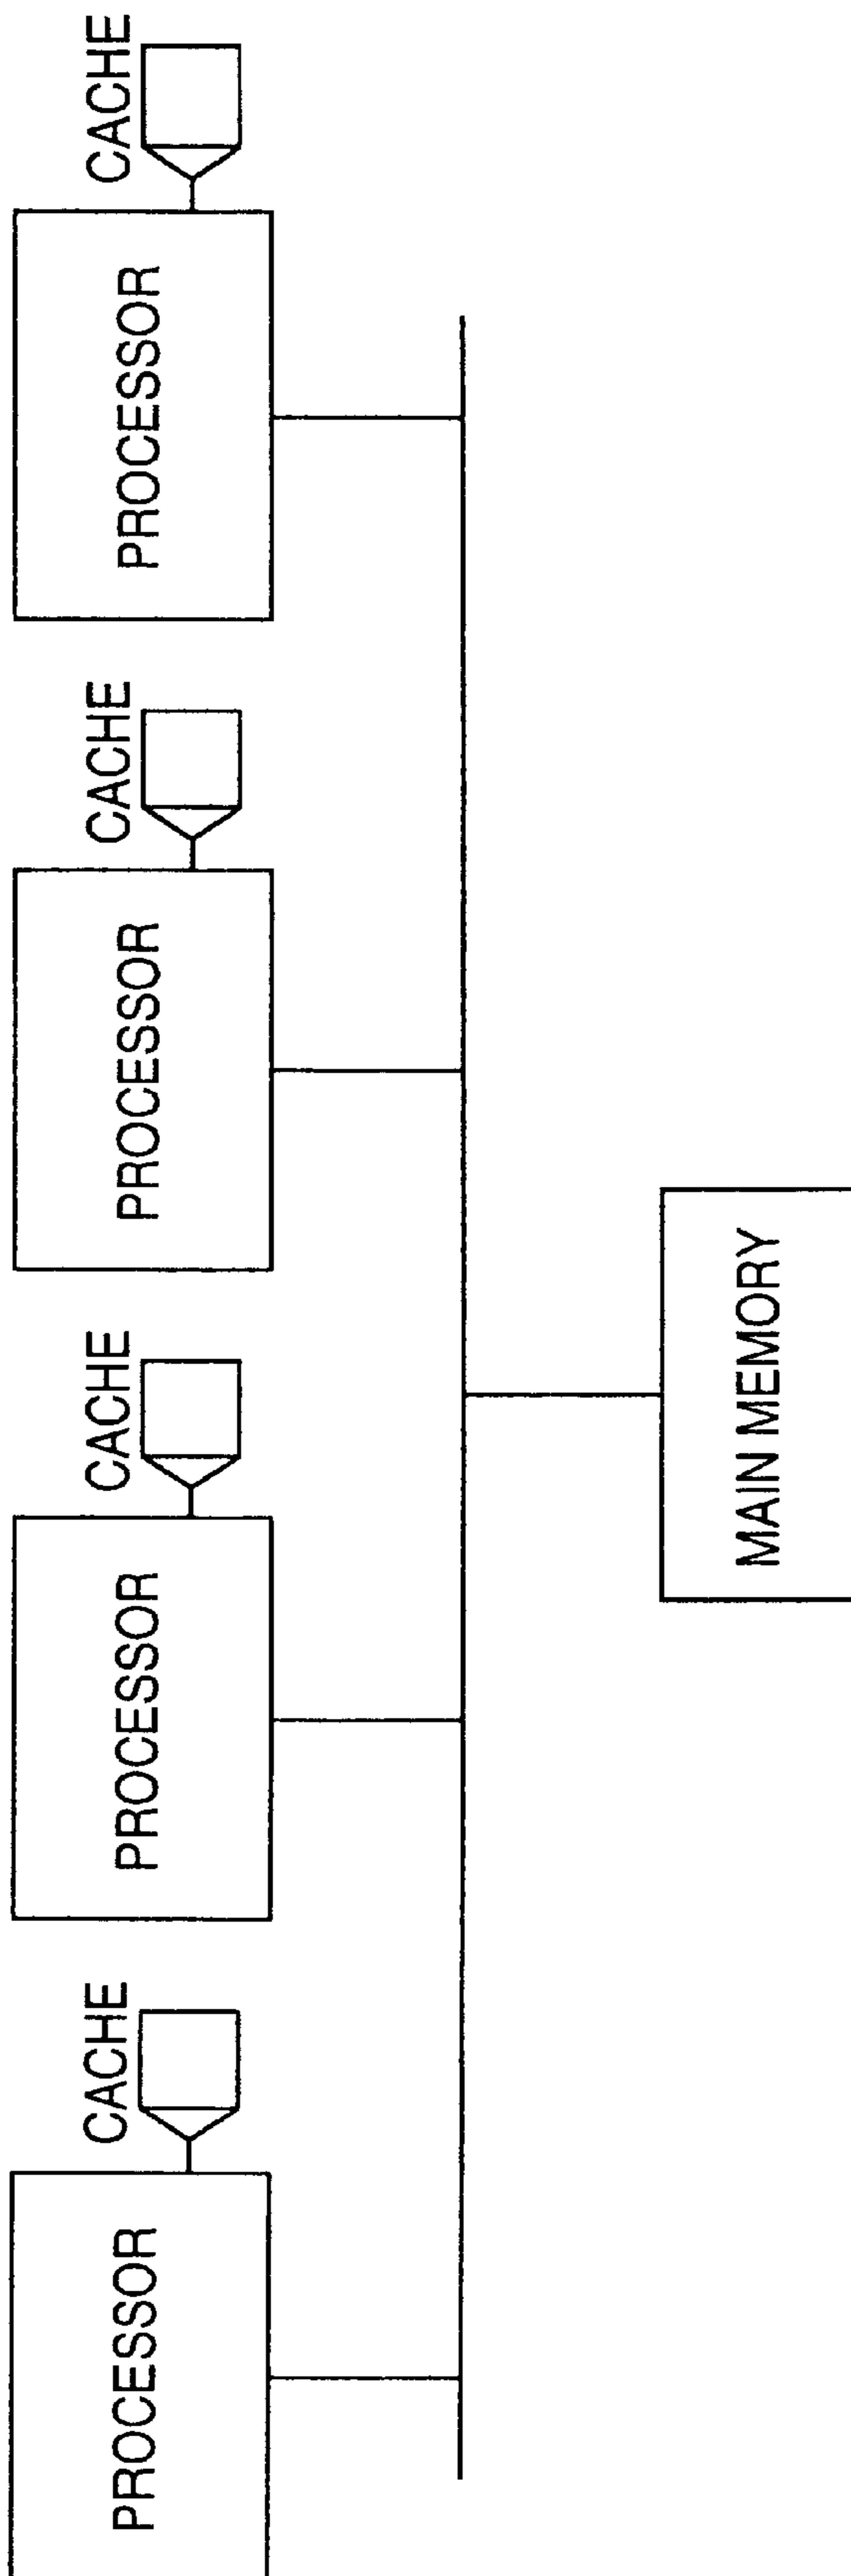 PROCESSOR
CACHE
PROCESSOR
CACHE
PROCESSOR
CACHE
PROCESSOR
CACHE
MAIN MEMORY